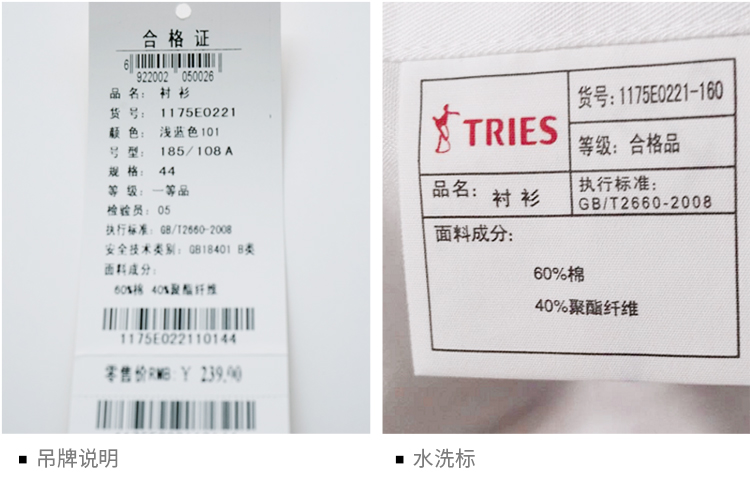 合格证
6 922002 050026
品 名: 衬 衫
货 号: 1175E0221
颜 色: 浅蓝色101
号 型: 185/108A
规 格: 44
等 级: 一等品
检验员: 05
执行标准: GB/T2660-2008
安全技术类别: GB18401 B类
面料成分:
60%棉 40%聚酯纤维
1175E022110144
零售价RMB:Y 239.90
TRIES
货号: 1175E0221-160
等级: 合格品
品名: 衬 衫
执行标准:
GB/T2660-2008
面料成分:
60%棉
40%聚酯纤维
吊牌说明
水洗标